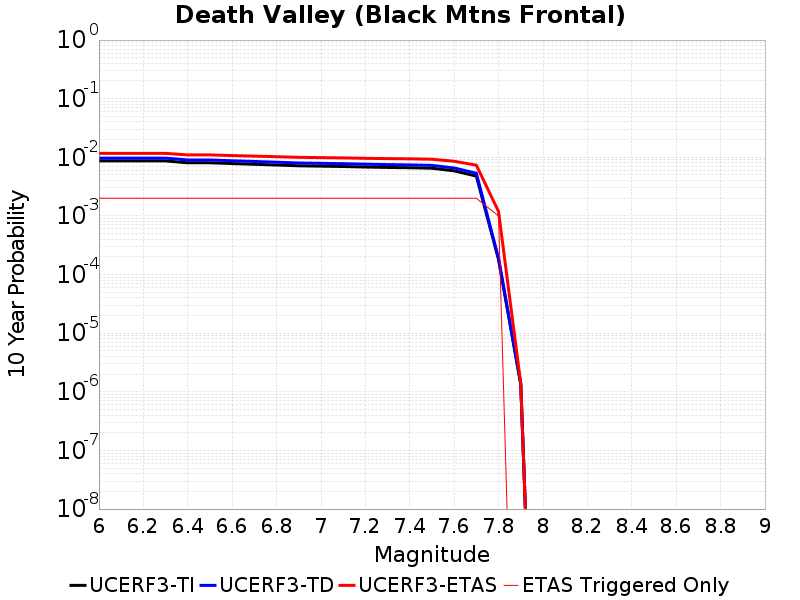 Death Valley (Black Mtns Frontal)
10^0
10^-1
10^-2
10^-3
10^-4
10^-5
10^-6
10^-7
10^-8
10 Year Probability
6 6.2 6.4 6.6 6.8 7 7.2 7.4 7.6 7.8 8 8.2 8.4 8.6 8.8 9
Magnitude
UCERF3-TI UCERF3-TD UCERF3-ETAS ETAS Triggered Only